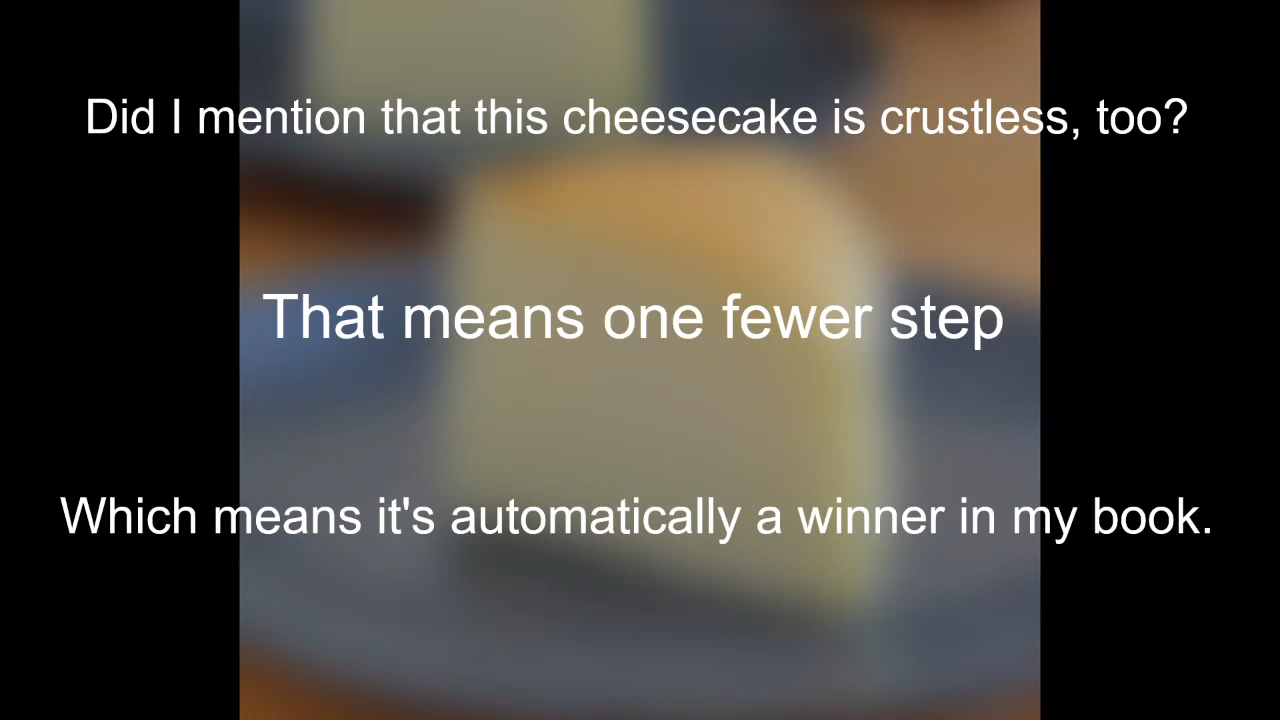 Did I mention that this cheesecake is crustless, too?
That means one fewer step
Which means it's automatically a winner in my book.